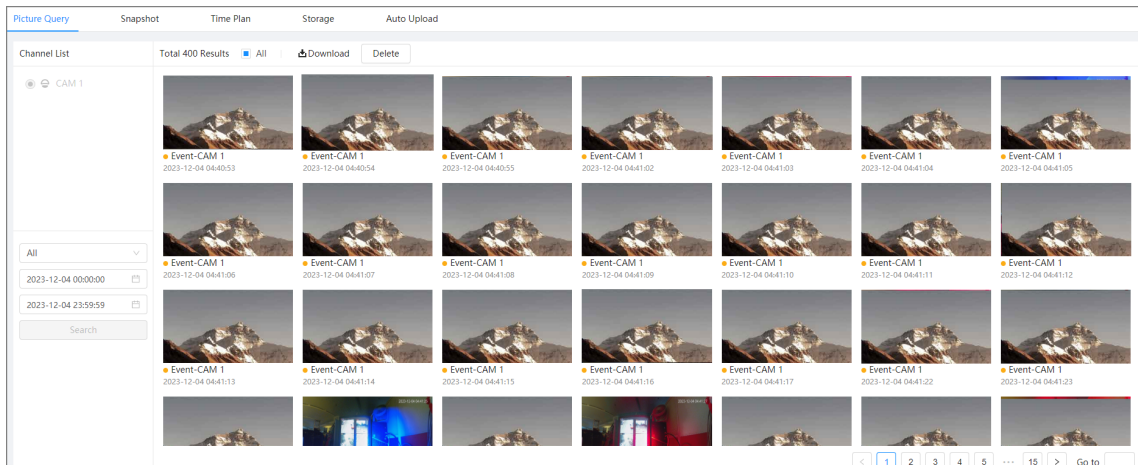 Picture Query Snapshot Time Plan Storage Auto Upload
Channel List Total 400 Results All Download Delete
CAM 1
Event-CAM 1 Event-CAM 1 Event-CAM 1 Event-CAM 1 Event-CAM 1 Event-CAM 1 Event-CAM 1
2023-12-04 04:40:53 2023-12-04 04:40:54 2023-12-04 04:40:55 2023-12-04 04:41:02 2023-12-04 04:41:03 2023-12-04 04:41:04 2023-12-04 04:41:05
All
Event-CAM 1 Event-CAM 1 Event-CAM 1 Event-CAM 1 Event-CAM 1 Event-CAM 1 Event-CAM 1
2023-12-04 04:41:06 2023-12-04 04:41:07 2023-12-04 04:41:08 2023-12-04 04:41:09 2023-12-04 04:41:10 2023-12-04 04:41:11 2023-12-04 04:41:12
2023-12-04 00:00:00
2023-12-04 23:59:59
Search
Event-CAM 1 Event-CAM 1 Event-CAM 1 Event-CAM 1 Event-CAM 1 Event-CAM 1 Event-CAM 1
2023-12-04 04:41:13 2023-12-04 04:41:14 2023-12-04 04:41:15 2023-12-04 04:41:16 2023-12-04 04:41:17 2023-12-04 04:41:22 2023-12-04 04:41:23
< 1 2 3 4 5 ··· 15 > Go to